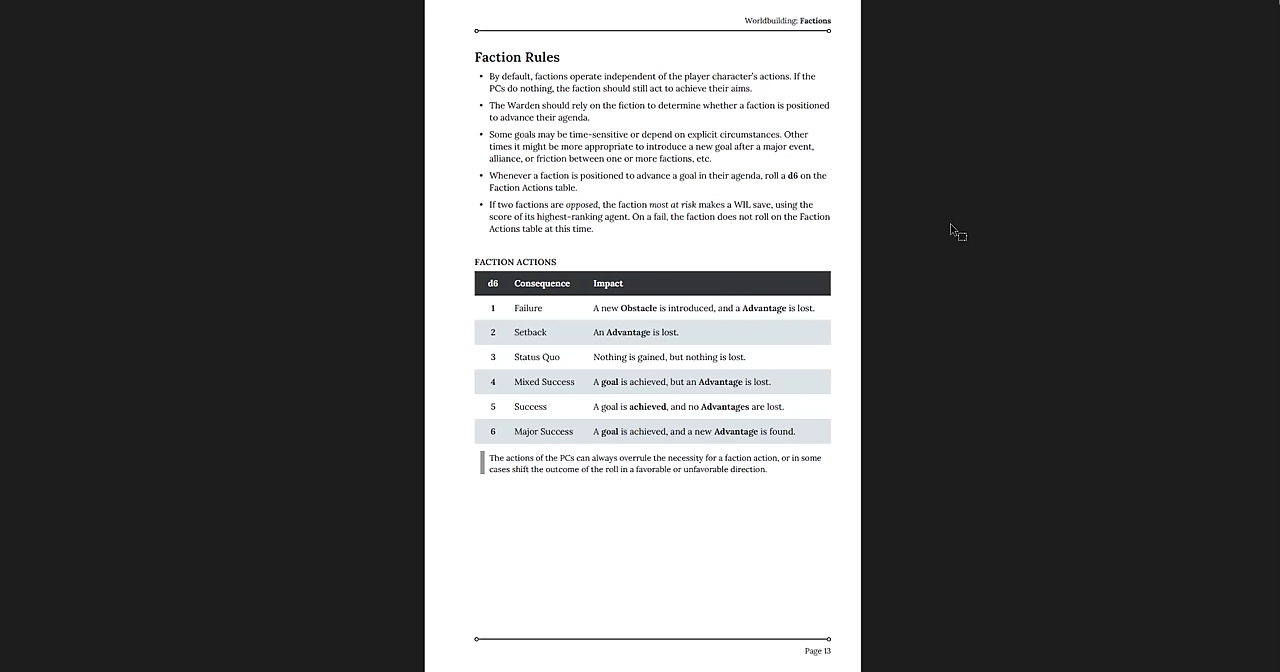 Worldbuilding: Factions
Faction Rules
• By default, factions operate independent of the player character's actions. If the
PCs do nothing, the faction should still act to achieve their aims.
• The Warden should rely on the fiction to determine whether a faction is positioned
to advance their agenda.
• Some goals may be time-sensitive or depend on explicit circumstances. Other
times it might be more appropriate to introduce a new goal after a major event,
alliance, or friction between one or more factions, etc.
• Whenever a faction is positioned to advance a goal in their agenda, roll a d6 on the
Faction Actions table.
• If two factions are opposed, the faction most at risk makes a WIL save, using the
score of its highest-ranking agent. On a fail, the faction does not roll on the Faction
Actions table at this time.
FACTION ACTIONS
d6 Consequence Impact
1 Failure A new Obstacle is introduced, and a Advantage is lost.
2 Setback An Advantage is lost.
3 Status Quo Nothing is gained, but nothing is lost.
4 Mixed Success A goal is achieved, but an Advantage is lost.
5 Success A goal is achieved, and no Advantages are lost.
6 Major Success A goal is achieved, and a new Advantage is found.
The actions of the PCs can always overrule the necessity for a faction action, or in some
cases shift the outcome of the roll in a favorable or unfavorable direction.
Page 13